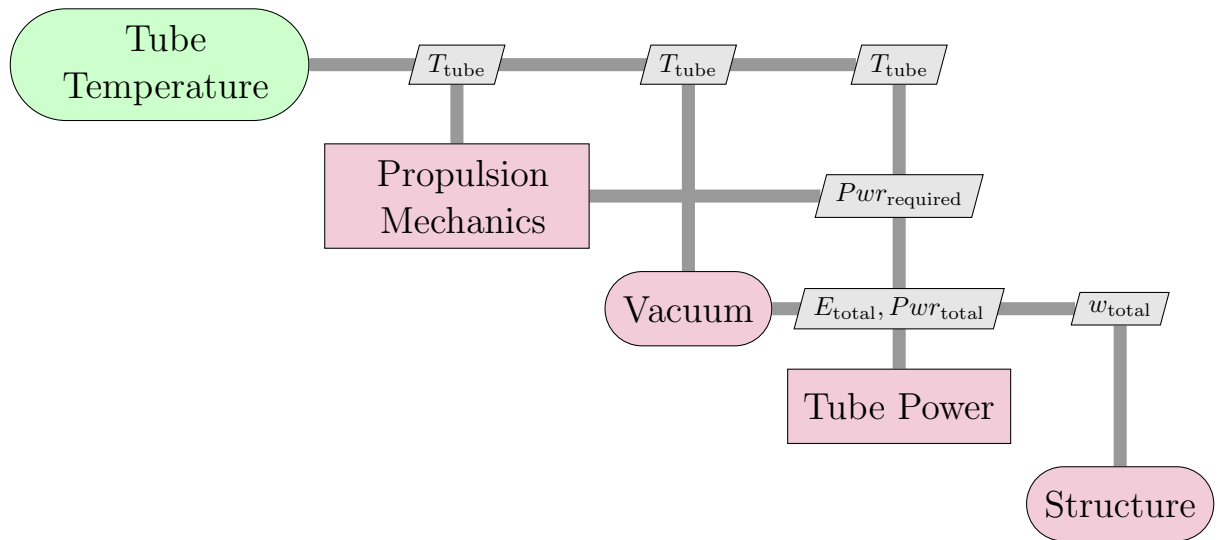 Tube
Temperature
T_tube
T_tube
T_tube
Propulsion
Mechanics
Pwr_required
Vacuum
E_total, Pwr_total
w_total
Tube Power
Structure